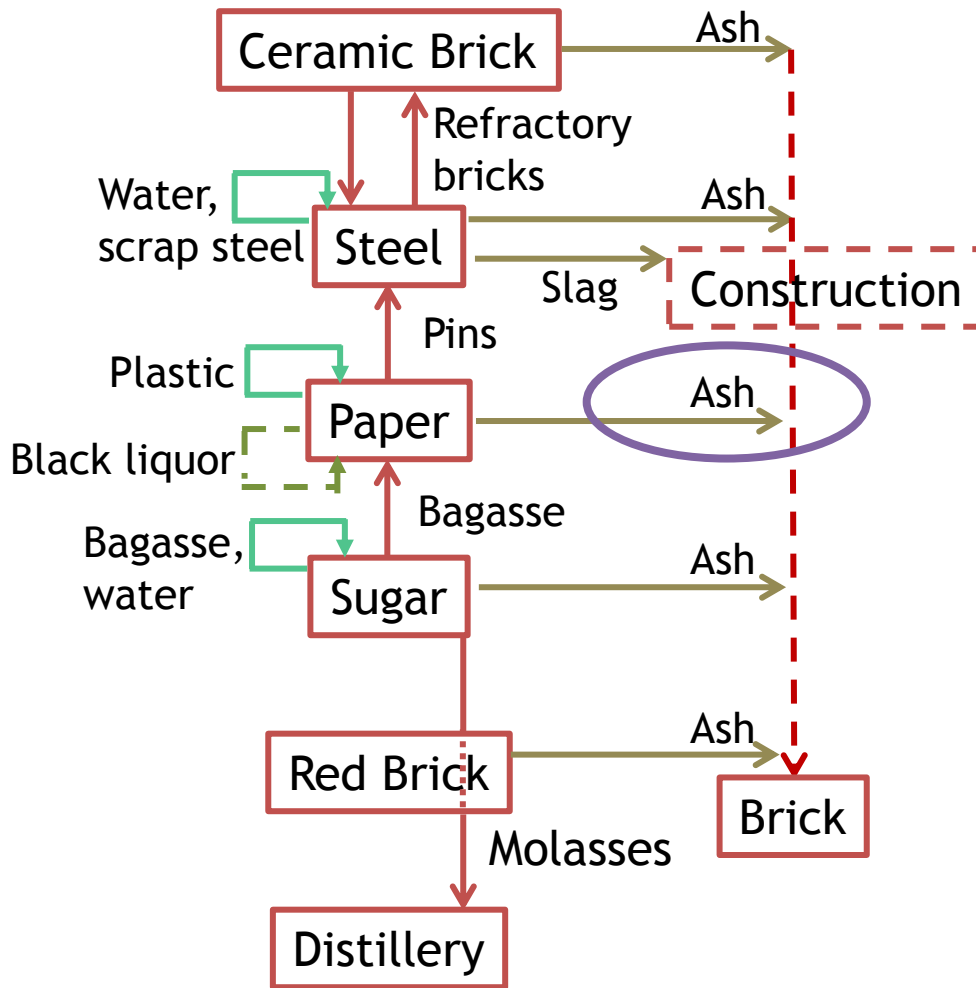 Ash
Ceramic Brick
Refractory
bricks
Water,
scrap steel
Ash
Steel
Slag
Construction
Pins
Plastic
Ash
Paper
Black liquor
Bagasse
Bagasse,
water
Ash
Sugar
Ash
Red Brick
Brick
Molasses
Distillery